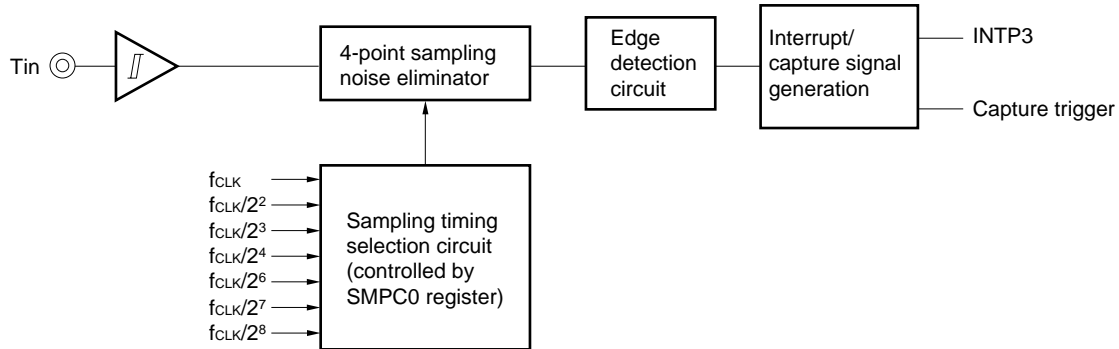 Tin
4-point sampling
noise eliminator
Edge
detection
circuit
Interrupt/
capture signal
generation
INTP3
Capture trigger
fCLK
fCLK/2²
fCLK/2³
fCLK/2⁴
fCLK/2⁶
fCLK/2⁷
fCLK/2⁸
Sampling timing
selection circuit
(controlled by
SMPC0 register)